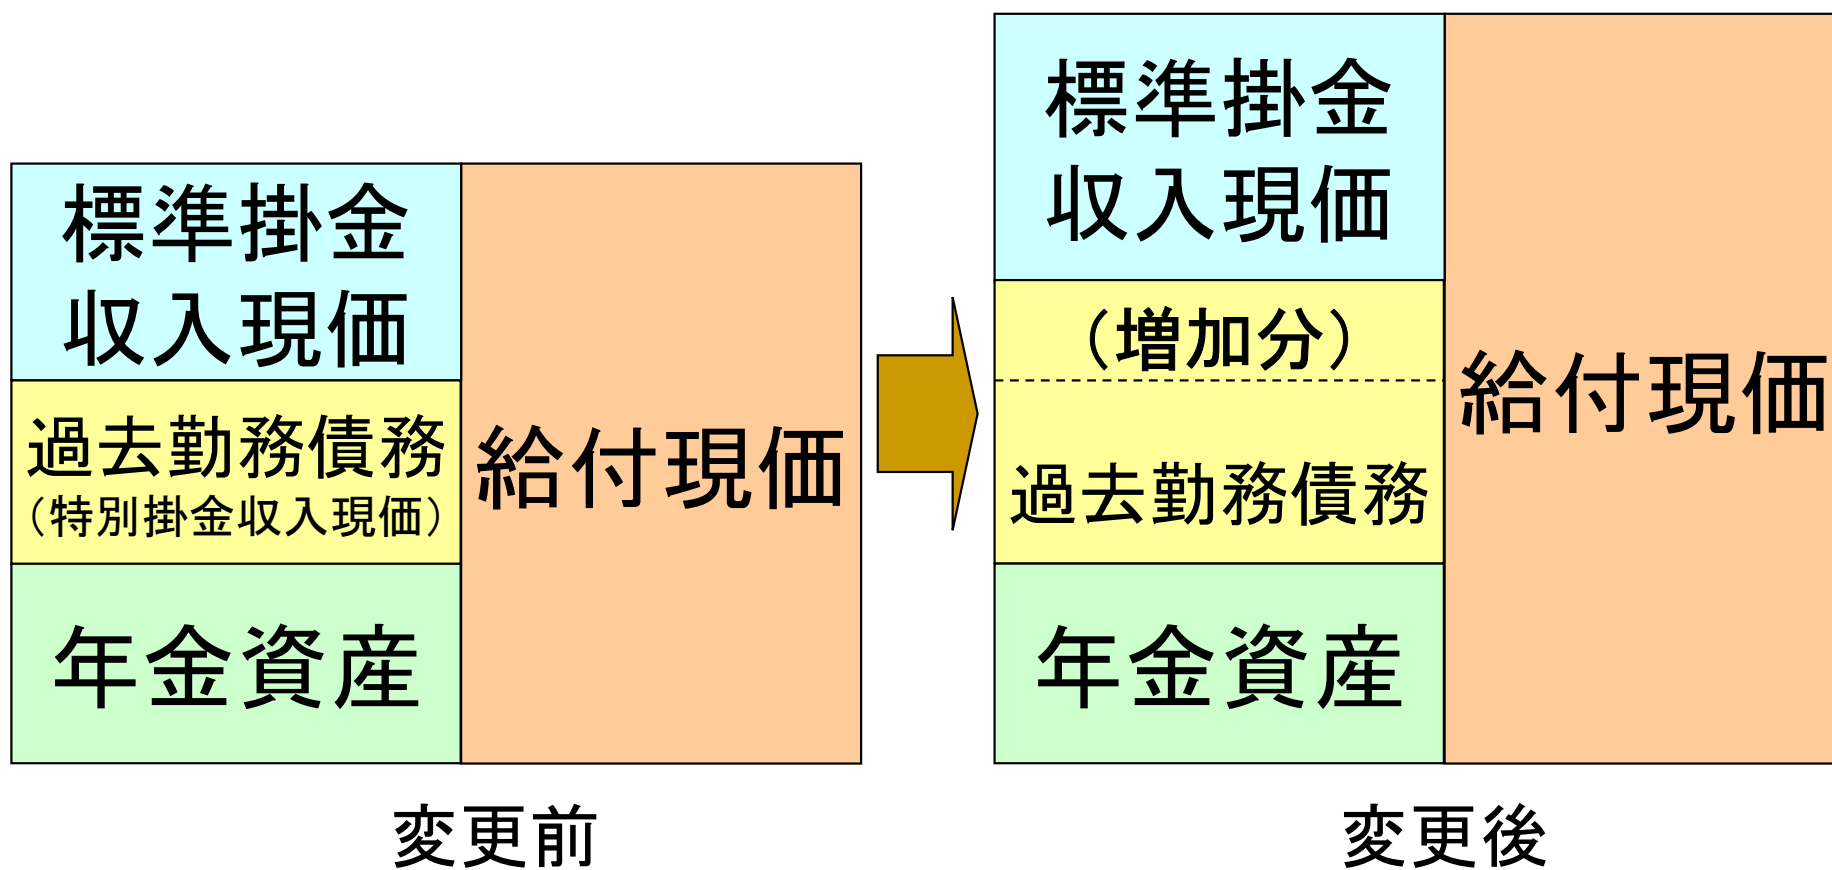 標準掛金
収入現価
過去勤務債務
（特別掛金収入現価）
年金資産
給付現価
変更前
標準掛金
収入現価
（増加分）
過去勤務債務
年金資産
給付現価
変更後